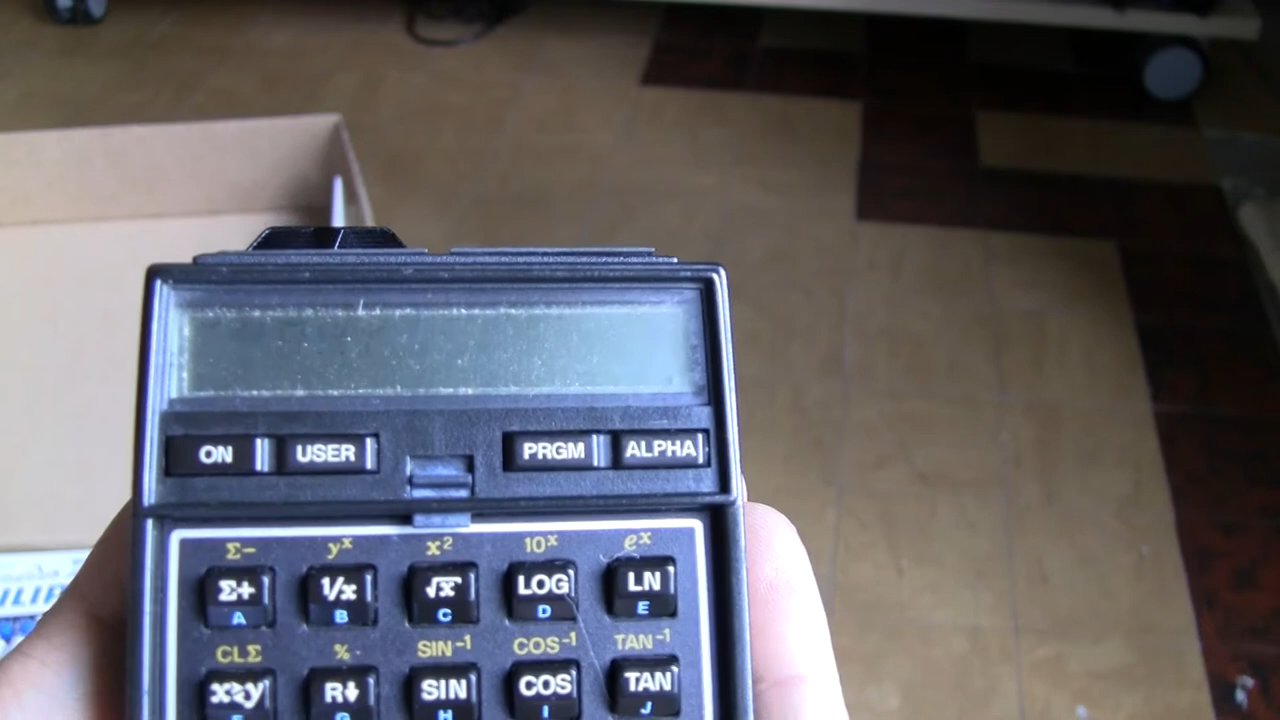 ON USER PRGM ALPHA
Σ− yˣ x² 10ˣ eˣ
Σ+ 1/x √x LOG LN
A B C D E
CLΣ % SIN⁻¹ COS⁻¹ TAN⁻¹
x≷y R↓ SIN COS TAN
F G H I J